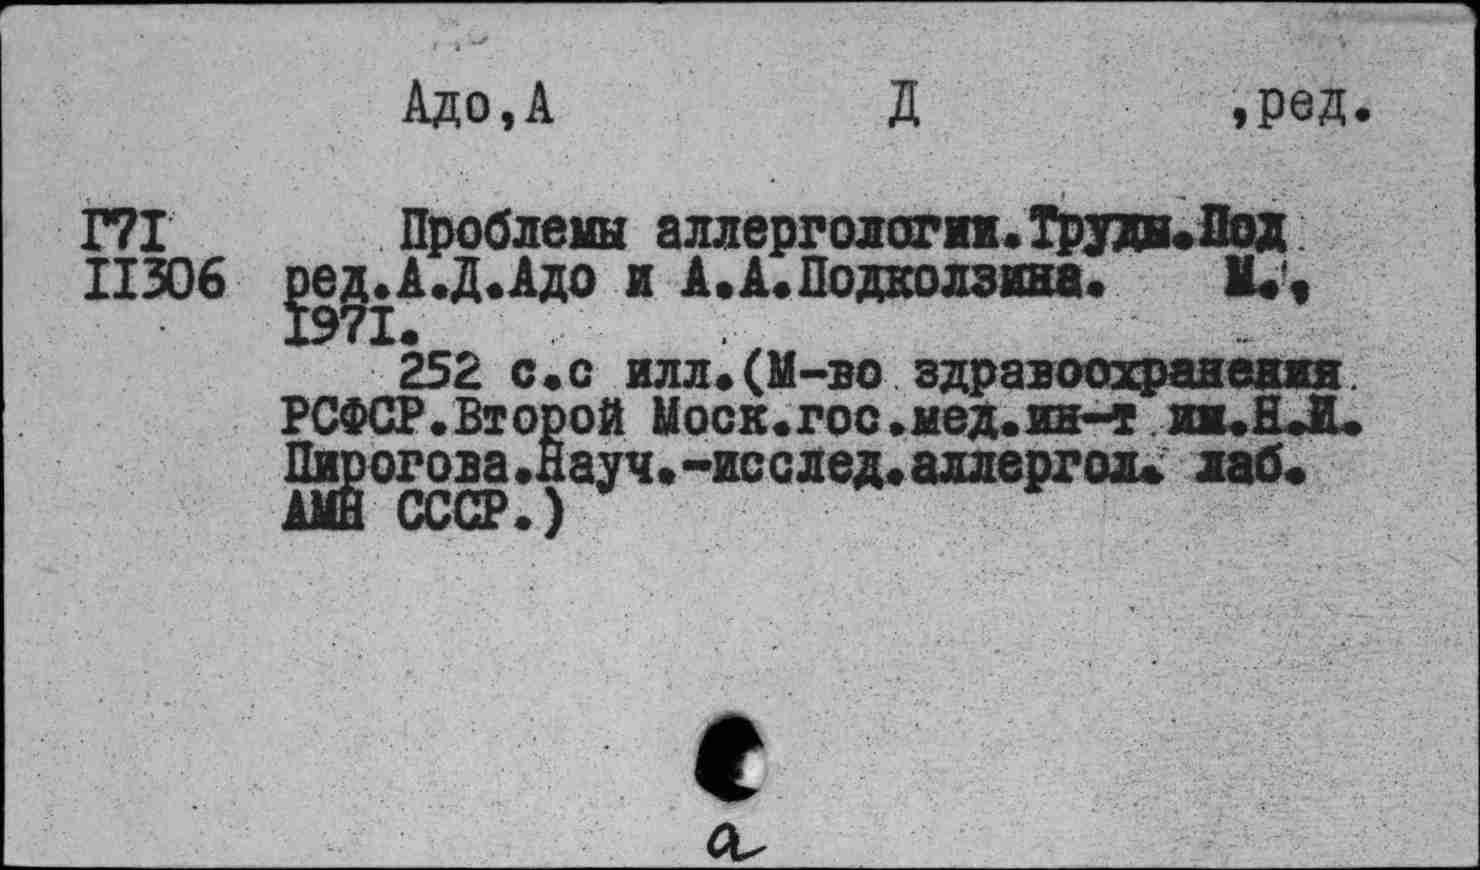 Адо,А Д ,ред.
Г71 Проблемы аллергологии.Труды.Под
11306 ред.А.Д.Адо и А.А.Подколзина. М.,
1971.
252 с.с илл.(М-во здравоохранения
РСФСР.Второй Моск.гос.мед.ин-т им.Н.И.
Пирогова.Науч.-исслед.аллергол. лаб.
АМН СССР.)
а